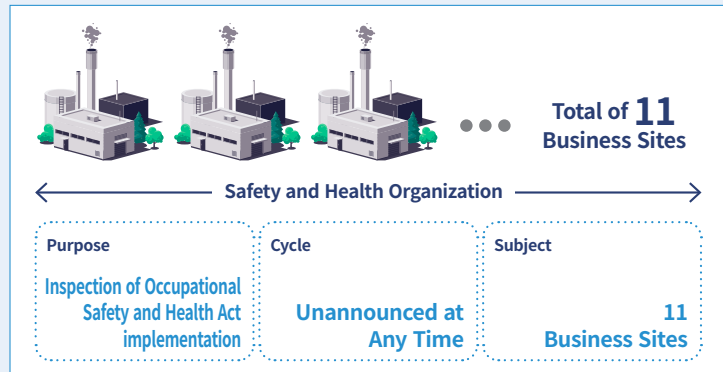 Total of 11
Business Sites
Safety and Health Organization
Purpose
Inspection of Occupational
Safety and Health Act
implementation
Cycle
Unannounced at
Any Time
Subject
11
Business Sites